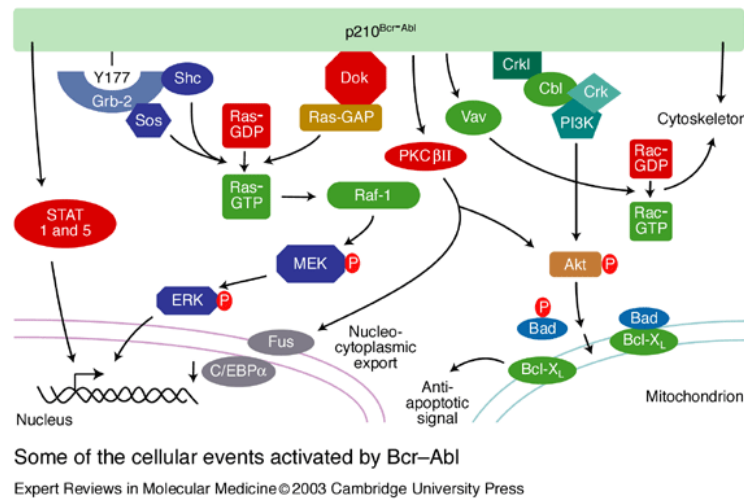 p210Bcr–Abl
Y177
Shc
Grb-2
Sos
Dok
Ras-GAP
Ras-
GDP
Ras-
GTP
Raf-1
MEK
P
ERK
P
STAT
1 and 5
PKC βII
Vav
Crkl
Cbl
Crk
PI3K
Rac-
GDP
Rac-
GTP
Cytoskeleton
Akt
P
P
Bad
Bad
Bcl-XL
Bcl-XL
Fus
C/EBPα
Nucleo-
cytoplasmic
export
Anti-
apoptotic
signal
Nucleus
Mitochondrion
Some of the cellular events activated by Bcr–Abl
Expert Reviews in Molecular Medicine © 2003 Cambridge University Press